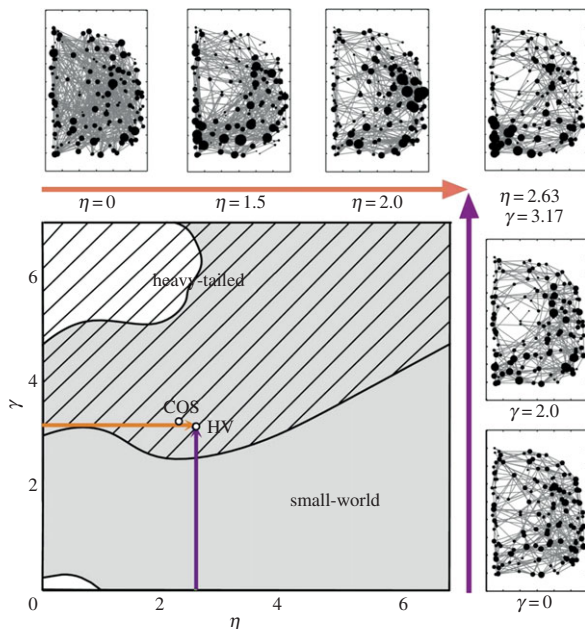 η = 0
η = 1.5
η = 2.0
η = 2.63
γ = 3.17
6
heavy-tailed
4
γ
COS
HV
γ = 2.0
2
small-world
0
2
4
6
η
γ = 0